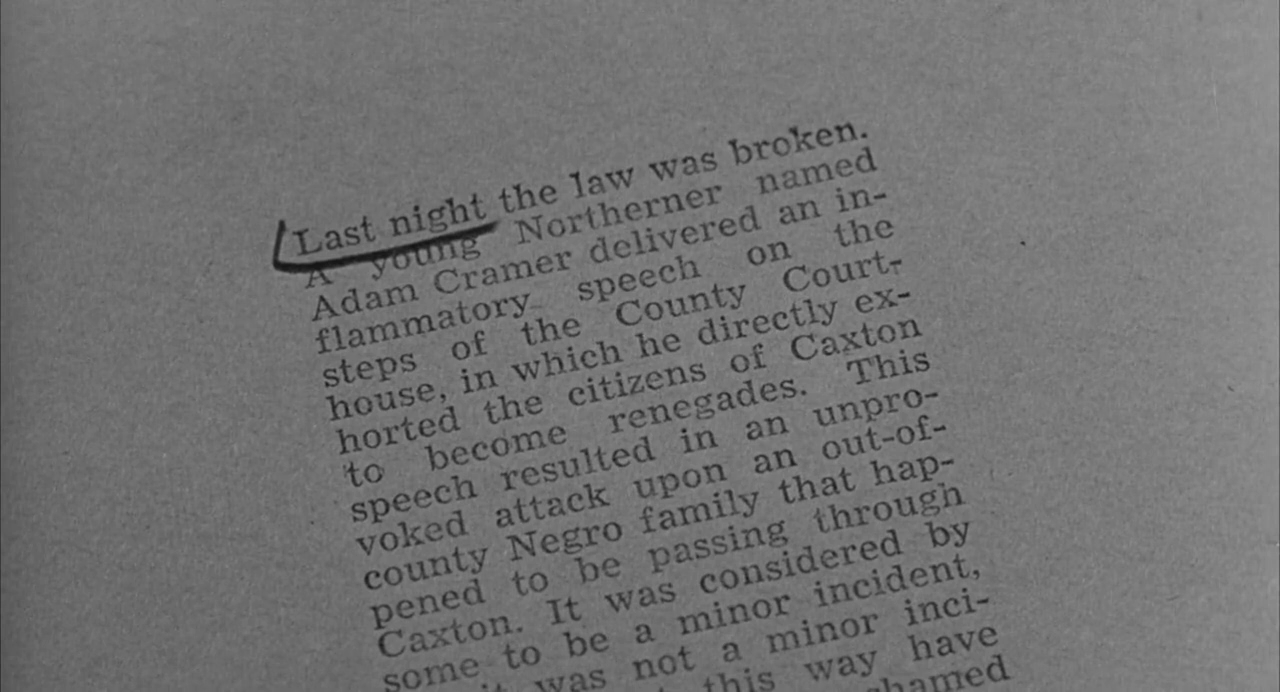 Last night the law was broken.
A young Northerner named
Adam Cramer delivered an in-
flammatory speech on the
steps of the County Court-
house, in which he directly ex-
horted the citizens of Caxton
to become renegades. This
speech resulted in an unpro-
voked attack upon an out-of-
county Negro family that hap-
pened to be passing through
Caxton. It was considered by
some to be a minor incident,
it was not a minor inci-
this way have